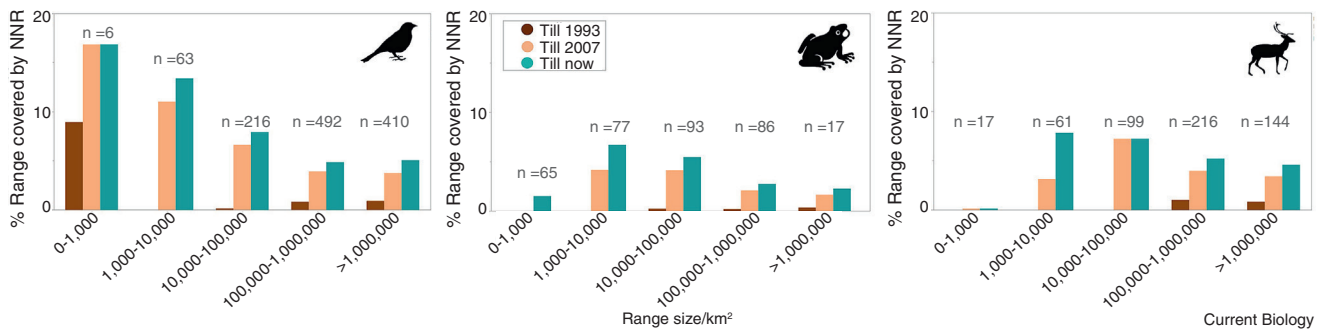 % Range covered by NNR
20
10
0
n =6
n =63
n =216
n =492
n =410
0-1,000
1,000-10,000
10,000-100,000
100,000-1,000,000
>1,000,000
% Range covered by NNR
20
10
0
Till 1993
Till 2007
Till now
n =65
n =77
n =93
n =86
n =17
0-1,000
1,000-10,000
10,000-100,000
100,000-1,000,000
>1,000,000
Range size/km²
% Range covered by NNR
20
10
0
n =17
n =61
n =99
n =216
n =144
0-1,000
1,000-10,000
10,000-100,000
100,000-1,000,000
>1,000,000
Current Biology